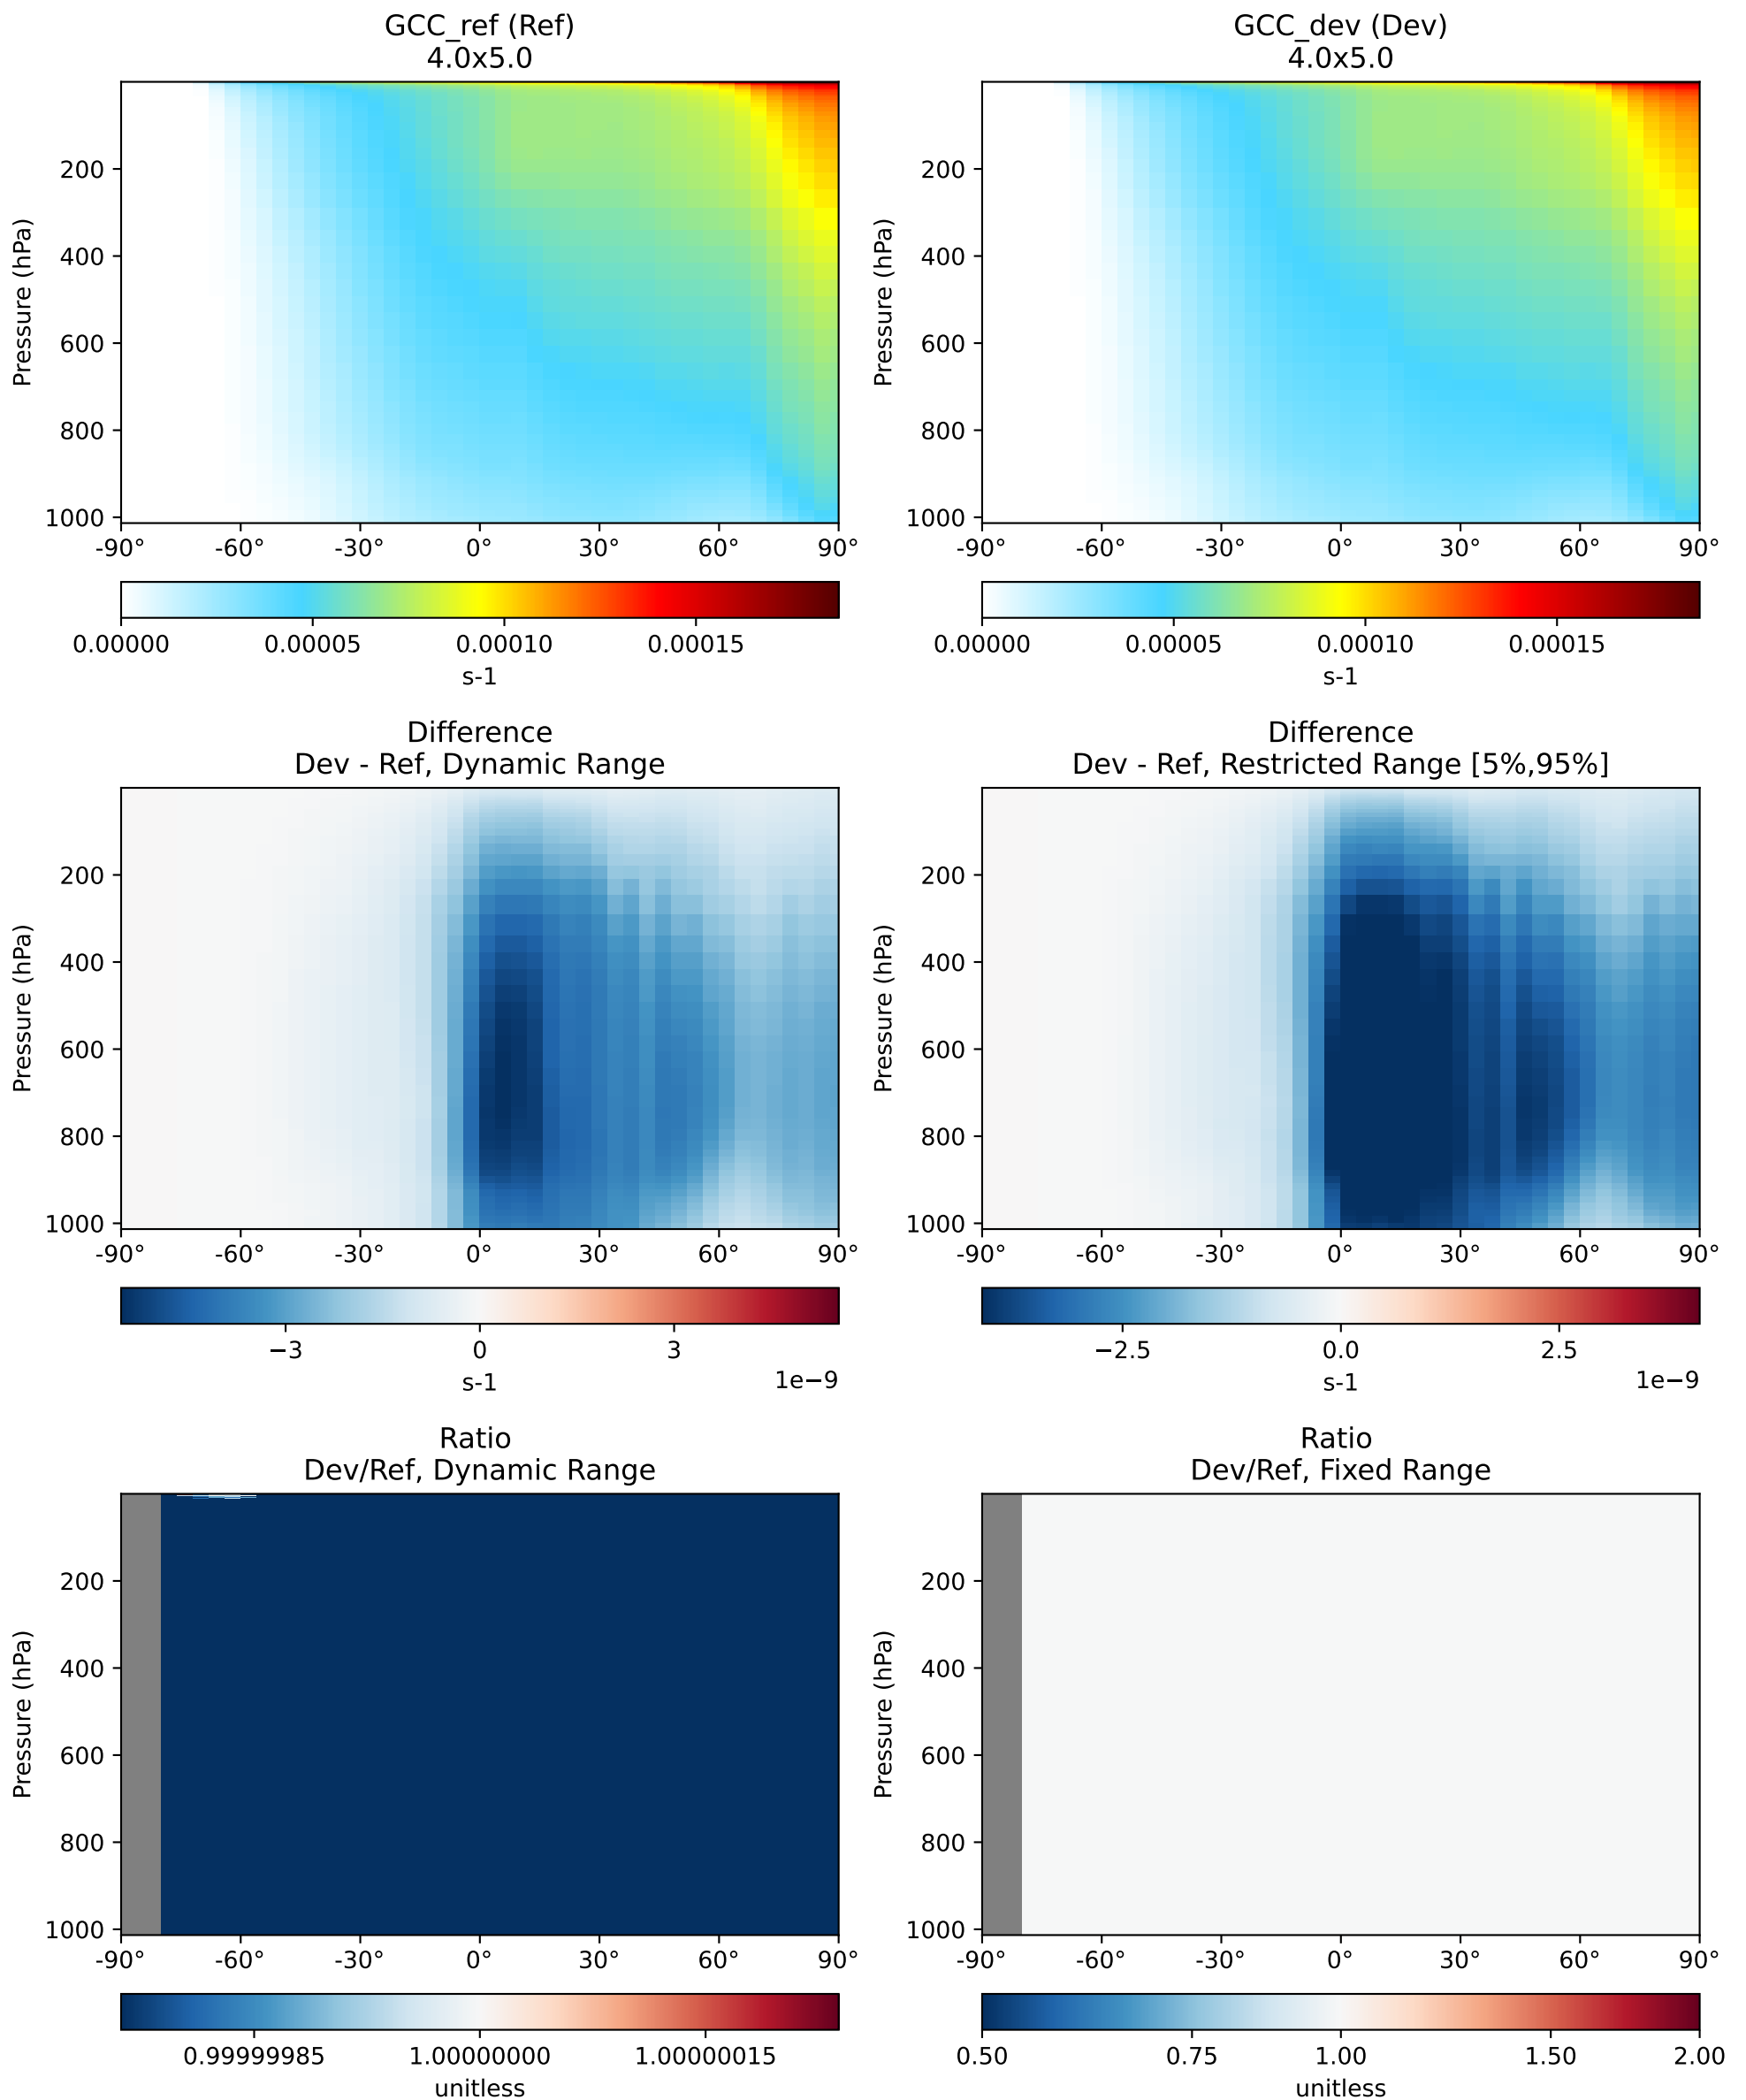 GCC_ref (Ref)
4.0x5.0
Pressure (hPa)
200
400
600
800
1000
-90° -60° -30° 0° 30° 60° 90°
0.00000 0.00005 0.00010 0.00015
s-1
GCC_dev (Dev)
4.0x5.0
Pressure (hPa)
200
400
600
800
1000
-90° -60° -30° 0° 30° 60° 90°
0.00000 0.00005 0.00010 0.00015
s-1
Difference
Dev - Ref, Dynamic Range
Pressure (hPa)
200
400
600
800
1000
-90° -60° -30° 0° 30° 60° 90°
−3 0 3
s-1
1e−9
Difference
Dev - Ref, Restricted Range [5%,95%]
Pressure (hPa)
200
400
600
800
1000
-90° -60° -30° 0° 30° 60° 90°
−2.5 0.0 2.5
s-1
1e−9
Ratio
Dev/Ref, Dynamic Range
Pressure (hPa)
200
400
600
800
1000
-90° -60° -30° 0° 30° 60° 90°
0.99999985 1.00000000 1.00000015
unitless
Ratio
Dev/Ref, Fixed Range
Pressure (hPa)
200
400
600
800
1000
-90° -60° -30° 0° 30° 60° 90°
0.50 0.75 1.00 1.50 2.00
unitless